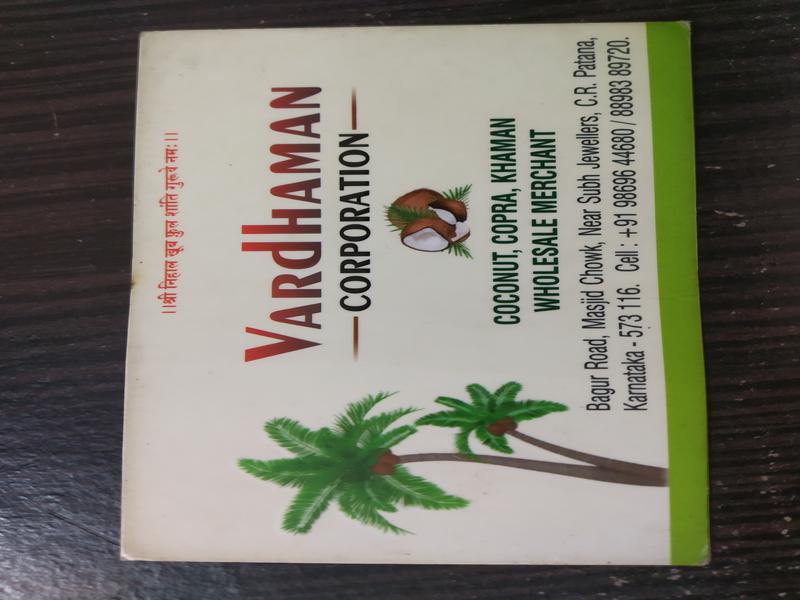 ।।श्री निहाल खूब फुल शांति गुरूवे नमः।।
VARDHAMAN
CORPORATION
COCONUT, COPRA, KHAMAN
WHOLESALE MERCHANT
Bagur Road, Masjid Chowk, Near Subh Jewellers, C.R. Patana,
Karnataka - 573 116. Cell : +91 98696 44680 / 88983 89720.